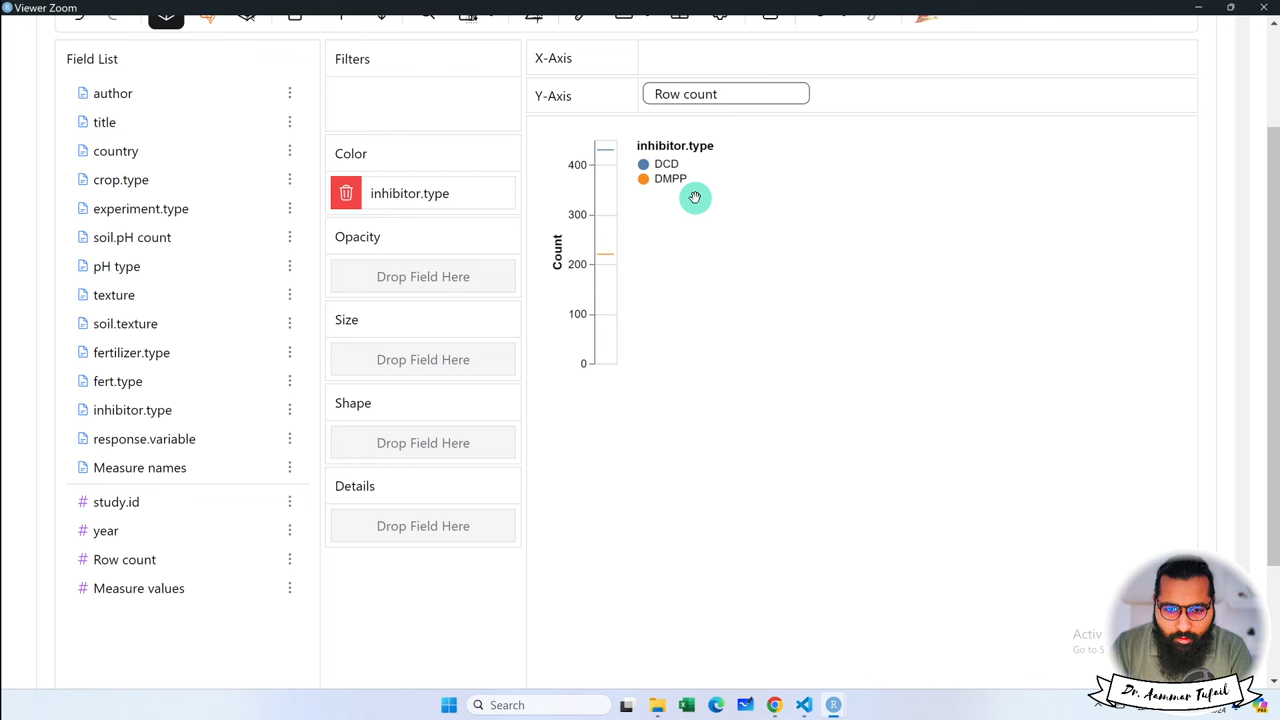 Viewer Zoom
Field List
author
title
country
crop.type
experiment.type
soil.pH count
pH type
texture
soil.texture
fertilizer.type
fert.type
inhibitor.type
response.variable
Measure names
study.id
year
Row count
Measure values
Filters
Color
inhibitor.type
Opacity
Drop Field Here
Size
Drop Field Here
Shape
Drop Field Here
Details
Drop Field Here
X-Axis
Y-Axis
Row count
inhibitor.type
DCD
DMPP
400
300
200
100
0
Count
Activ
Go to S
Dr. Aammar Tufail
Search